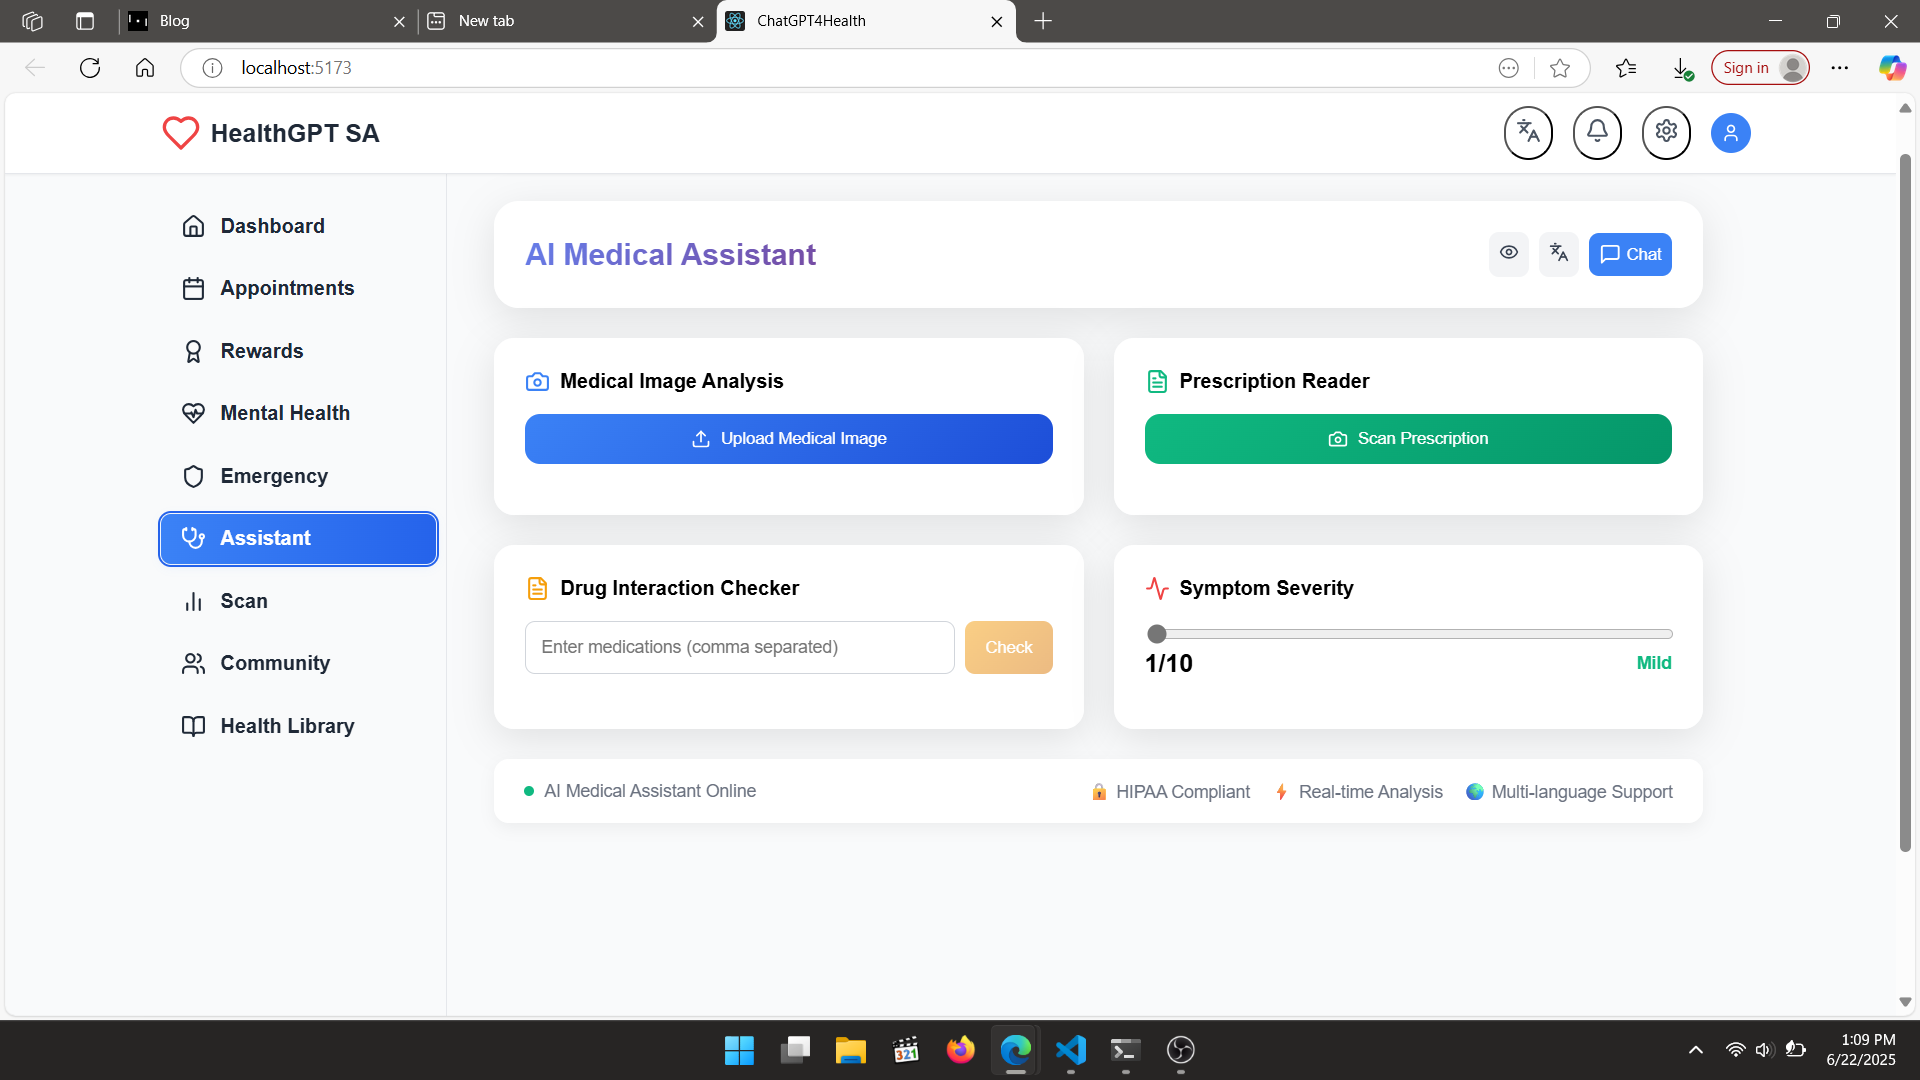 Blog
New tab
ChatGPT4Health
localhost:5173
Sign in
HealthGPT SA
Dashboard
Appointments
Rewards
Mental Health
Emergency
Assistant
Scan
Community
Health Library
AI Medical Assistant
Chat
Medical Image Analysis
Upload Medical Image
Prescription Reader
Scan Prescription
Drug Interaction Checker
Enter medications (comma separated)
Check
Symptom Severity
1/10
Mild
AI Medical Assistant Online
HIPAA Compliant
Real-time Analysis
Multi-language Support
321
1:09 PM
6/22/2025